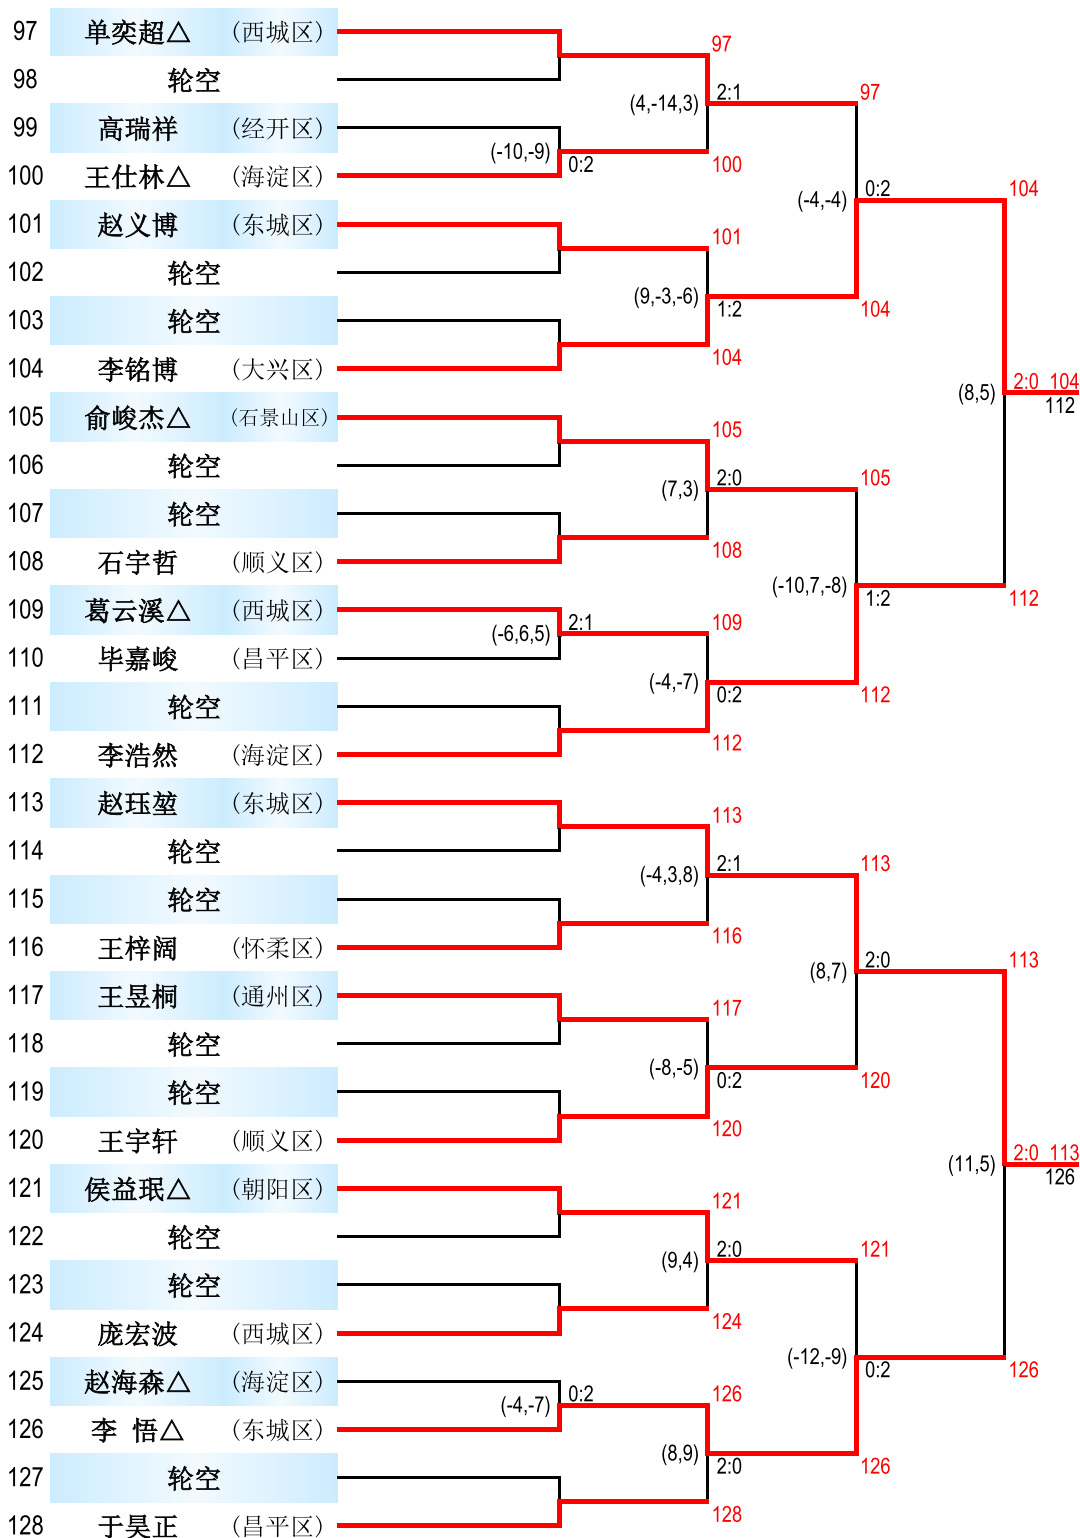 97 单奕超△ (西城区)
97
98 轮空
(4,-14,3) 2:1 97
99 高瑞祥 (经开区)
(-10,-9) 0:2 100
100 王仕林△ (海淀区)
(-4,-4) 0:2 104
101 赵义博 (东城区)
101
102 轮空
(9,-3,-6) 1:2 104
103 轮空
104
104 李铭博 (大兴区)
(8,5) 2:0 104
112
105 俞峻杰△ (石景山区)
105
106 轮空
(7,3) 2:0 105
107 轮空
108
108 石宇哲 (顺义区)
(-10,7,-8) 1:2 112
109 葛云溪△ (西城区)
(-6,6,5) 2:1 109
110 毕嘉峻 (昌平区)
(-4,-7) 0:2 112
111 轮空
112
112 李浩然 (海淀区)
113 赵珏堃 (东城区)
113
114 轮空
(-4,3,8) 2:1 113
115 轮空
116
116 王梓阔 (怀柔区)
(8,7) 2:0 113
117 王昱桐 (通州区)
117
118 轮空
(-8,-5) 0:2 120
119 轮空
120
120 王宇轩 (顺义区)
(11,5) 2:0 113
126
121 侯益珉△ (朝阳区)
121
122 轮空
(9,4) 2:0 121
123 轮空
124
124 庞宏波 (西城区)
(-12,-9) 0:2 126
125 赵海森△ (海淀区)
(-4,-7) 0:2 126
126 李 悟△ (东城区)
(8,9) 2:0 126
127 轮空
128
128 于昊正 (昌平区)